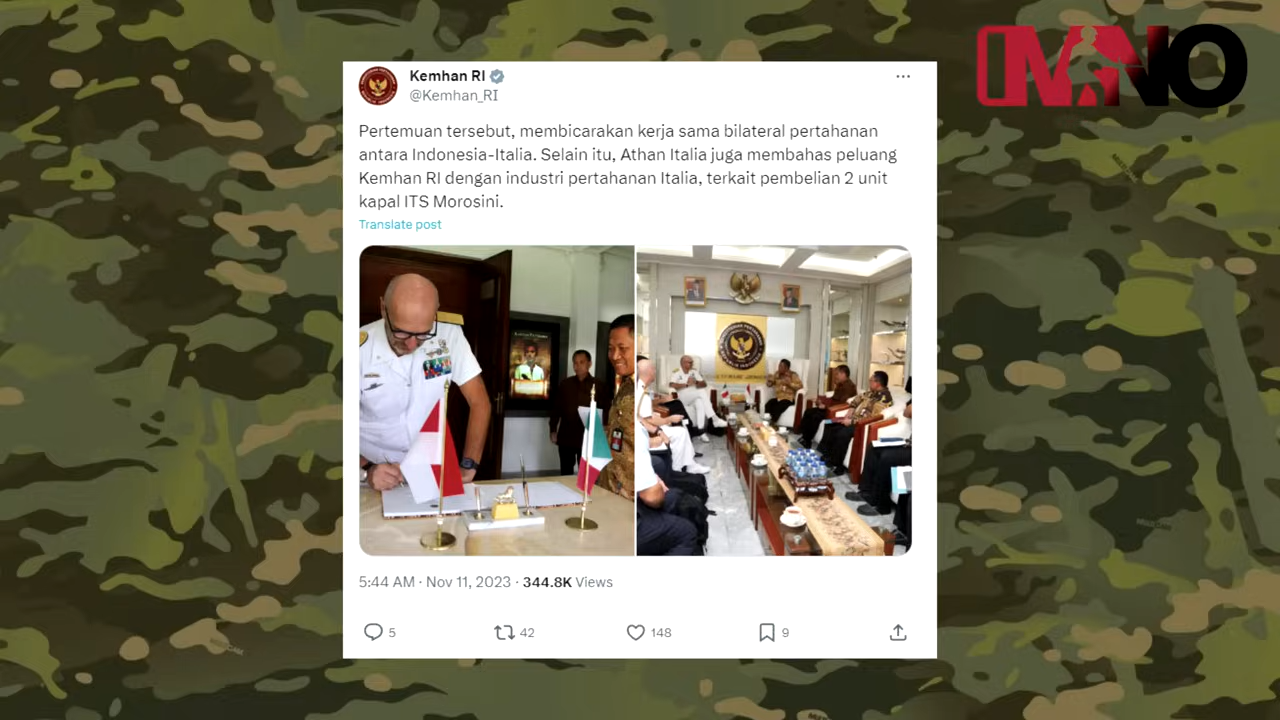 MNO
Kemhan RI
@Kemhan_RI
Pertemuan tersebut, membicarakan kerja sama bilateral pertahanan
antara Indonesia-Italia. Selain itu, Athan Italia juga membahas peluang
Kemhan RI dengan industri pertahanan Italia, terkait pembelian 2 unit
kapal ITS Morosini.
Translate post
5:44 AM · Nov 11, 2023 · 344.8K Views
5
42
148
9